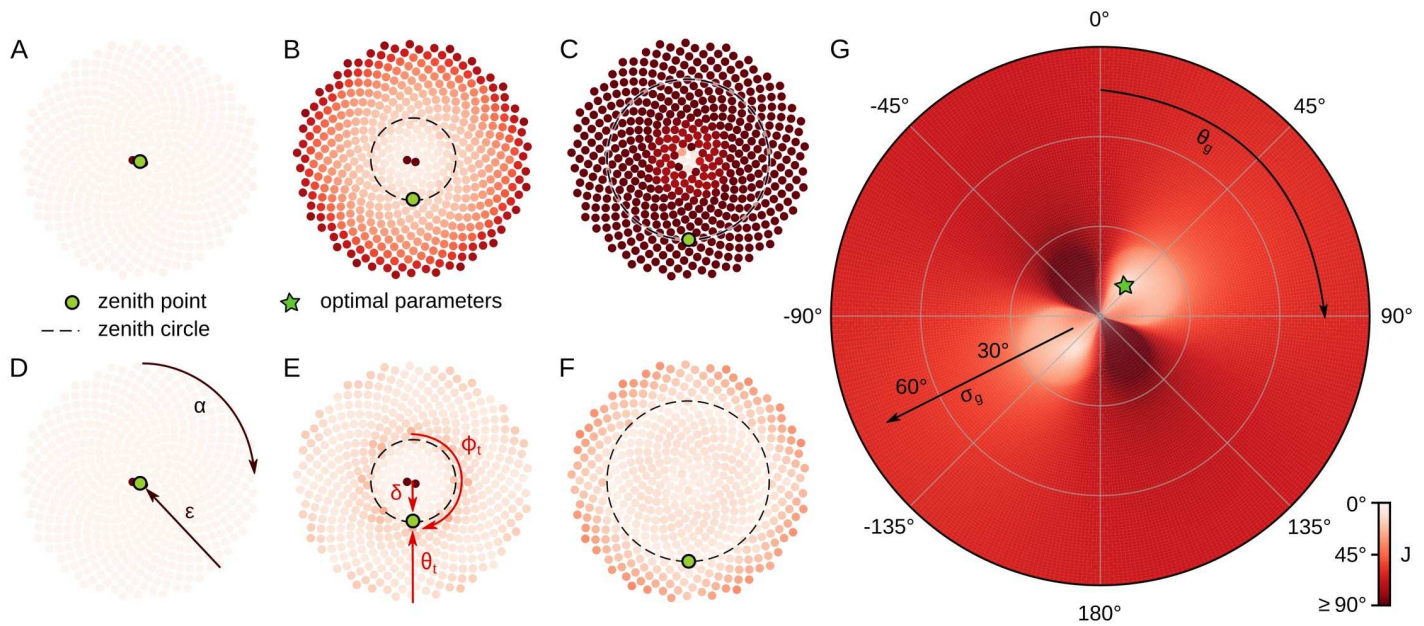 A
B
C
G
0°
-45°
45°
θg
zenith point
optimal parameters
zenith circle
-90°
90°
30°
60°
σg
D
α
ε
E
ϕt
δ
θt
F
-135°
135°
180°
0°
45°
J
≥ 90°